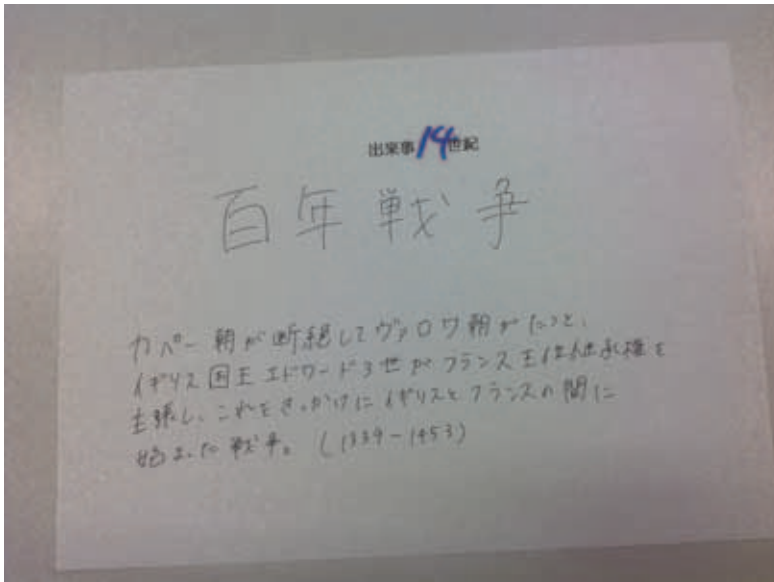 出来事14世紀
百年戦争
カペー朝が断絶してヴァロワ朝がたつと、
イギリス国王エドワード3世がフランス王位継承権を
主張し、これをきっかけにイギリスとフランスの間に
始まった戦争。(1339-1453)